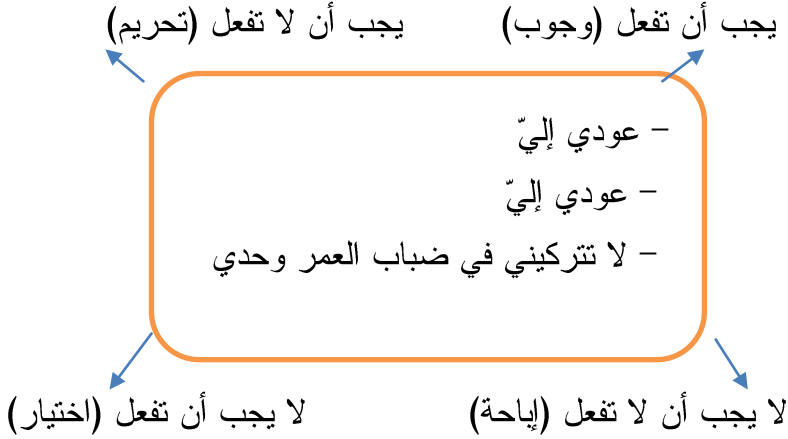 يجب أن تفعل (وجوب)
يجب أن لا تفعل (تحريم)
- عودي إليّ
- عودي إليّ
- لا تتركيني في ضباب العمر وحدي
لا يجب أن لا تفعل (إباحة)
لا يجب أن تفعل (اختيار)